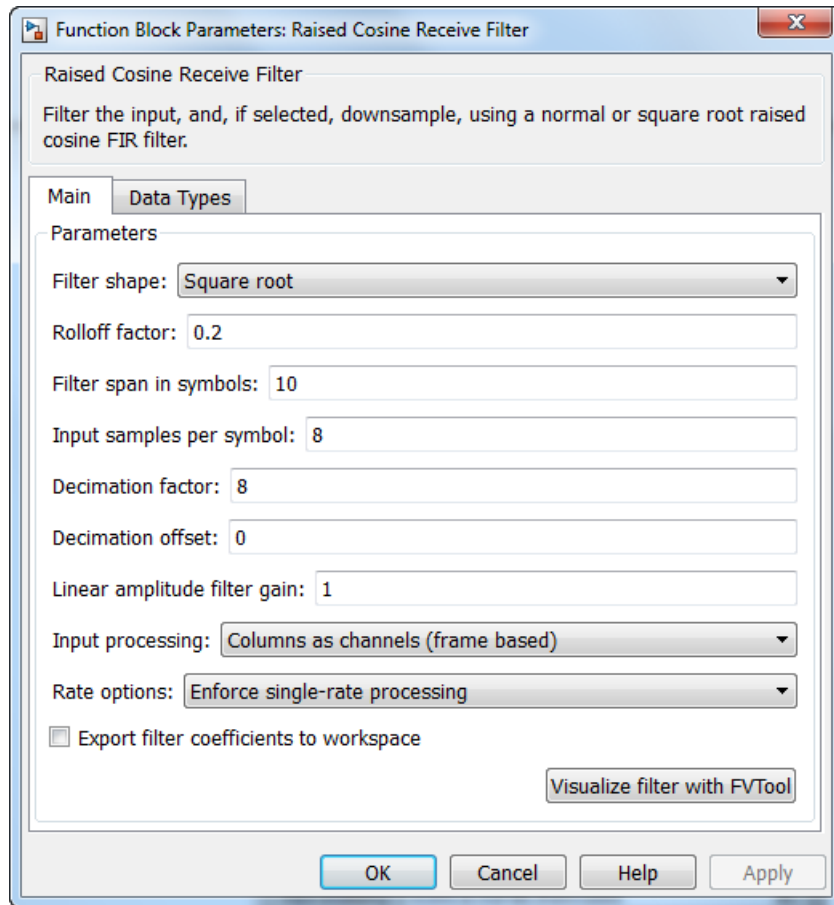 Function Block Parameters: Raised Cosine Receive Filter
Raised Cosine Receive Filter
Filter the input, and, if selected, downsample, using a normal or square root raised
cosine FIR filter.
Main Data Types
Parameters
Filter shape: Square root
Rolloff factor: 0.2
Filter span in symbols: 10
Input samples per symbol: 8
Decimation factor: 8
Decimation offset: 0
Linear amplitude filter gain: 1
Input processing: Columns as channels (frame based)
Rate options: Enforce single-rate processing
Export filter coefficients to workspace
Visualize filter with FVTool
OK Cancel Help Apply